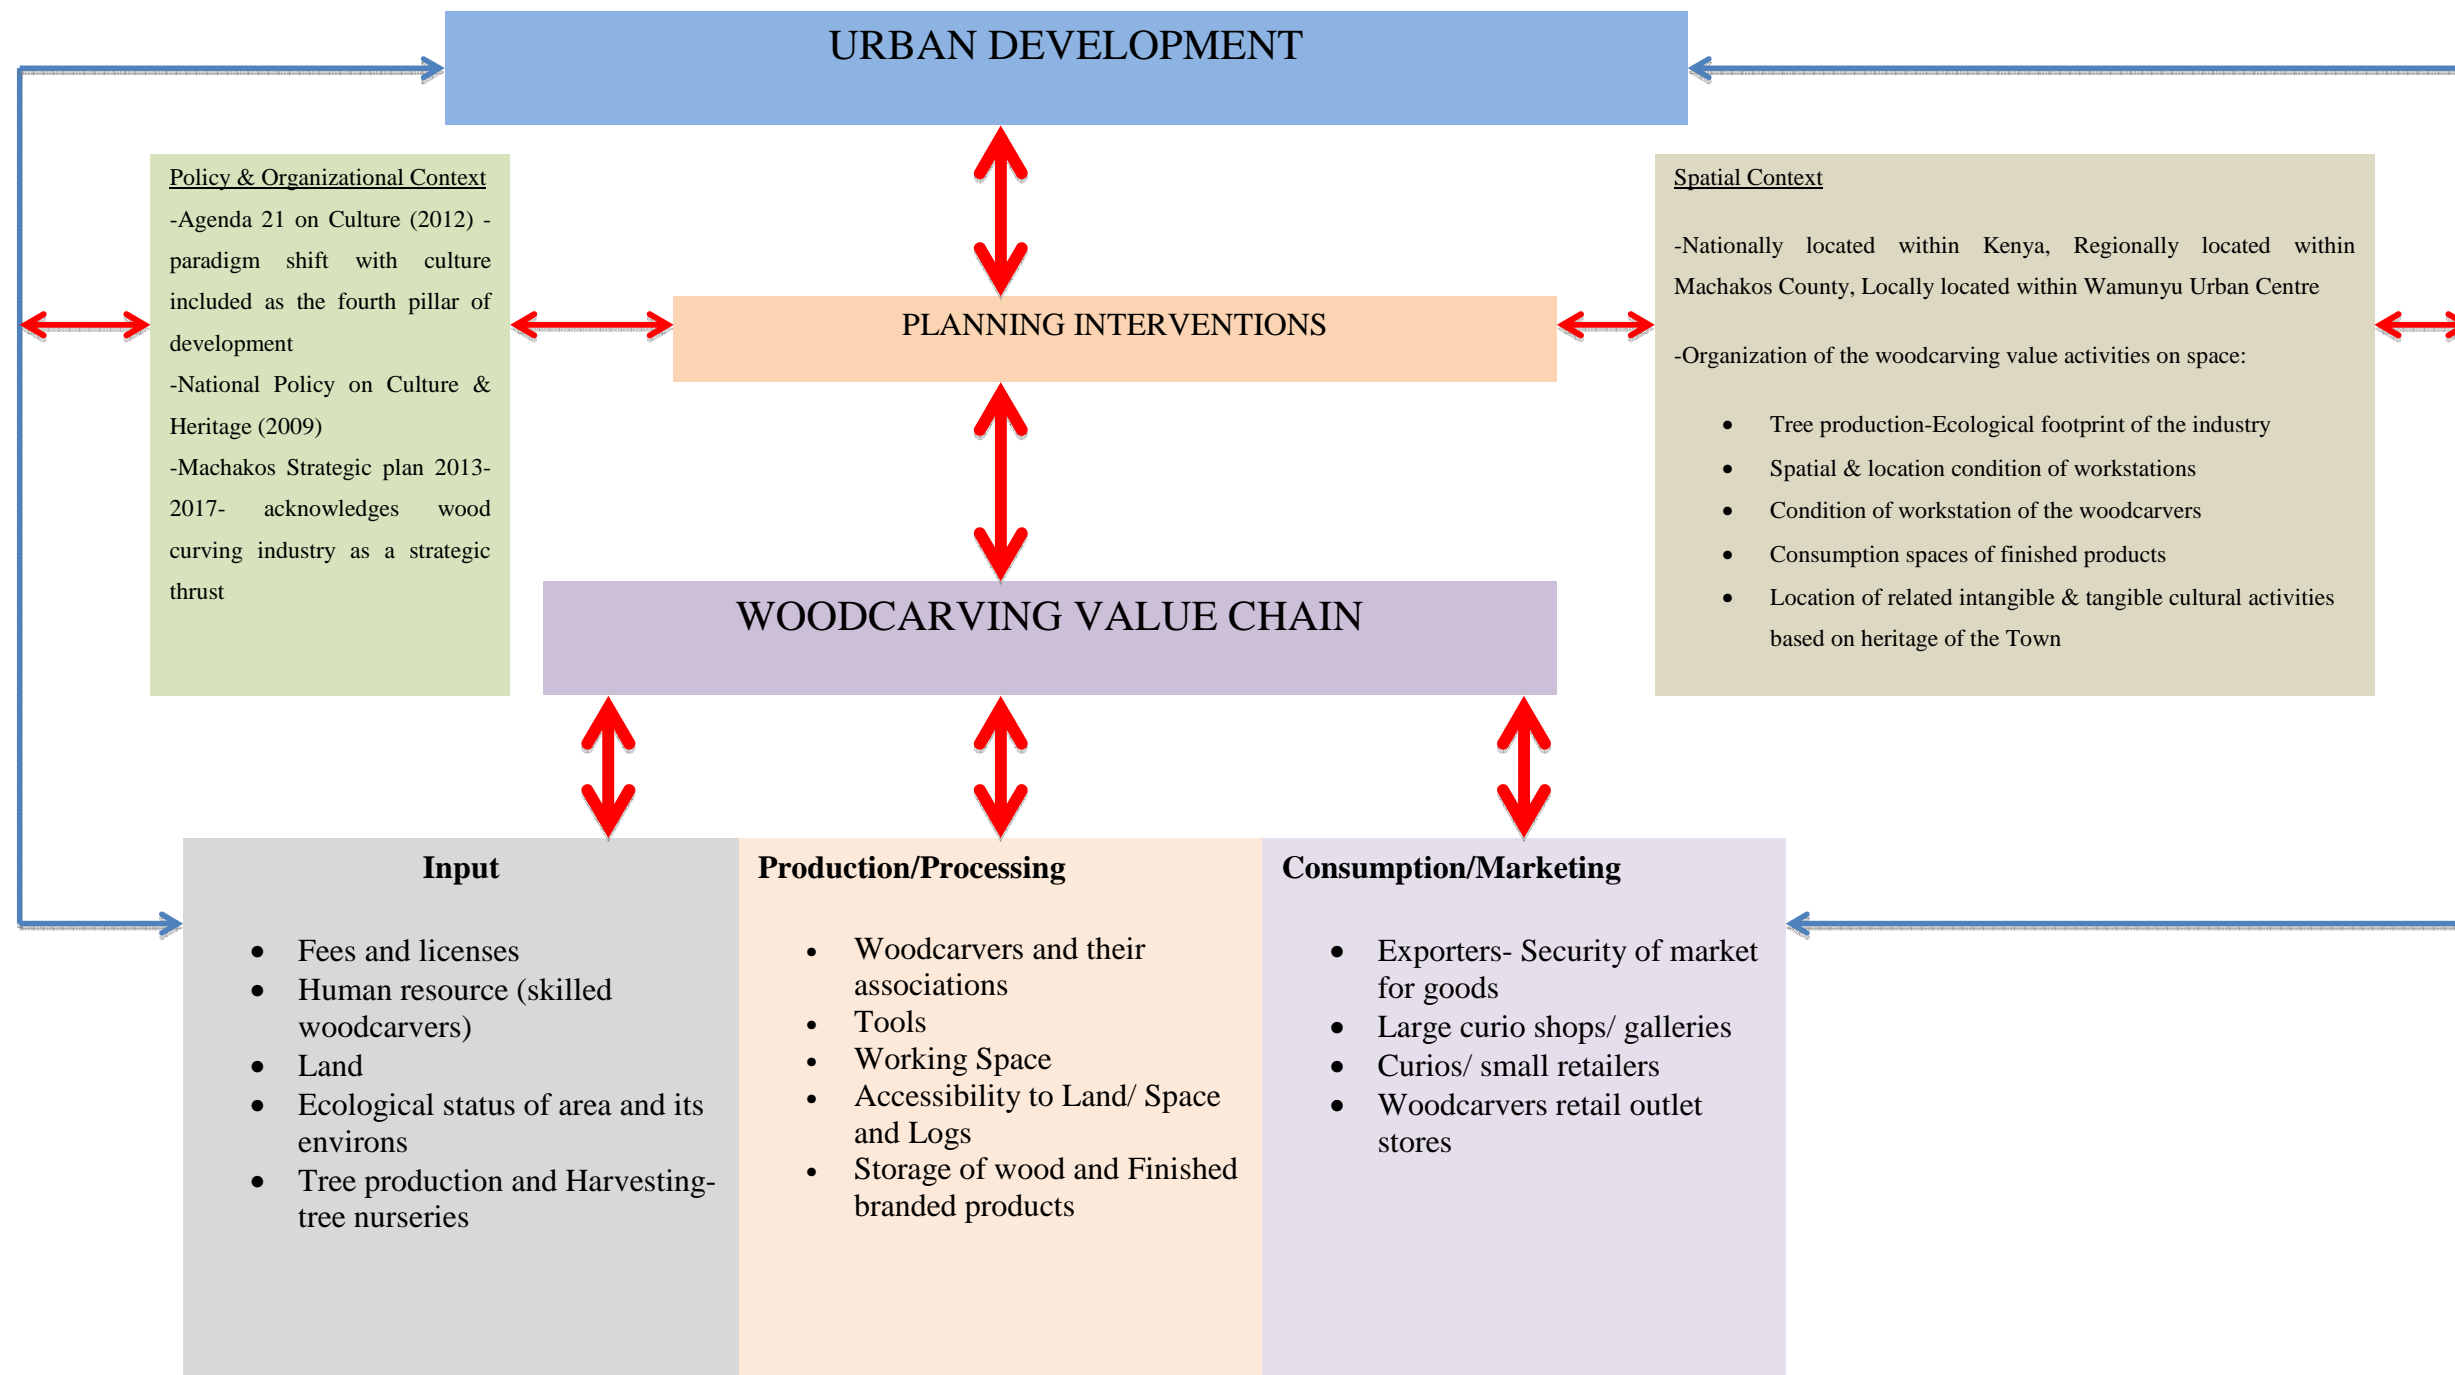 URBAN DEVELOPMENT
Policy & Organizational Context
-Agenda 21 on Culture (2012) -
paradigm shift with culture
included as the fourth pillar of
development
-National Policy on Culture &
Heritage (2009)
-Machakos Strategic plan 2013-
2017- acknowledges wood
curving industry as a strategic
thrust
PLANNING INTERVENTIONS
Spatial Context
-Nationally located within Kenya, Regionally located within
Machakos County, Locally located within Wamunyu Urban Centre
-Organization of the woodcarving value activities on space:
• Tree production-Ecological footprint of the industry
• Spatial & location condition of workstations
• Condition of workstation of the woodcarvers
• Consumption spaces of finished products
• Location of related intangible & tangible cultural activities
based on heritage of the Town
WOODCARVING VALUE CHAIN
Input
• Fees and licenses
• Human resource (skilled
woodcarvers)
• Land
• Ecological status of area and its
environs
• Tree production and Harvesting-
tree nurseries
Production/Processing
• Woodcarvers and their
associations
• Tools
• Working Space
• Accessibility to Land/ Space
and Logs
• Storage of wood and Finished
branded products
Consumption/Marketing
• Exporters- Security of market
for goods
• Large curio shops/ galleries
• Curios/ small retailers
• Woodcarvers retail outlet
stores